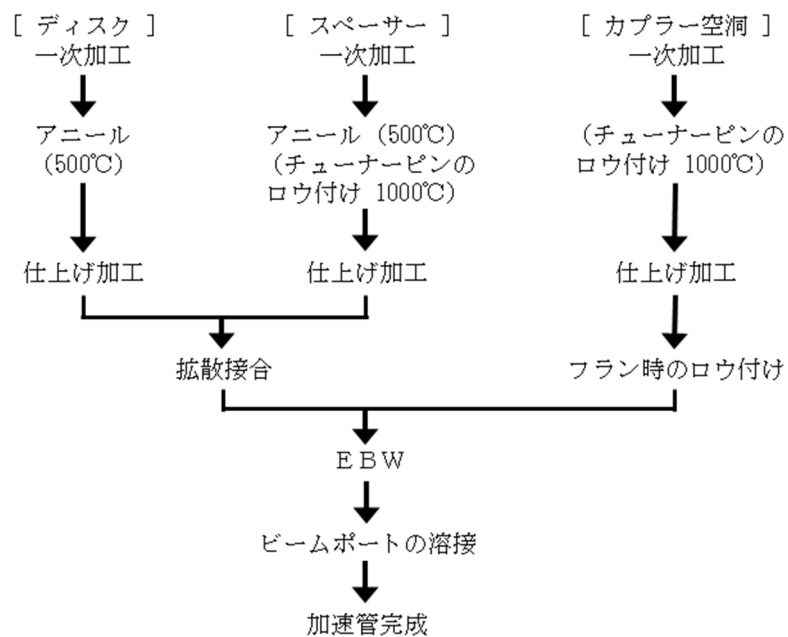 [ ディスク ]
一次加工
アニール
(500℃)
仕上げ加工
[ スペーサー ]
一次加工
アニール (500℃)
(チューナーピンの
ロウ付け 1000℃)
仕上げ加工
拡散接合
[ カプラー空洞 ]
一次加工
(チューナーピンの
ロウ付け 1000℃)
仕上げ加工
フラン時のロウ付け
ＥＢＷ
ビームポートの溶接
加速管完成